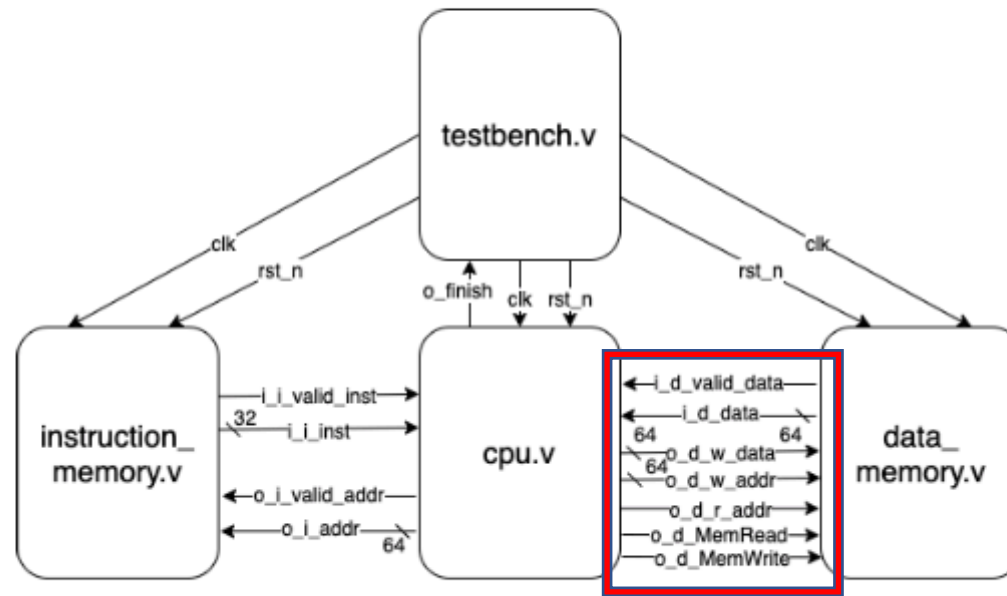 testbench.v
clk
rst_n
o_finish
clk
rst_n
clk
rst_n
instruction_
memory.v
i_i_valid_inst
32
i_i_inst
o_i_valid_addr
o_i_addr
64
cpu.v
i_d_valid_data
i_d_data
64
64
o_d_w_data
64
o_d_w_addr
o_d_r_addr
o_d_MemRead
o_d_MemWrite
data_
memory.v